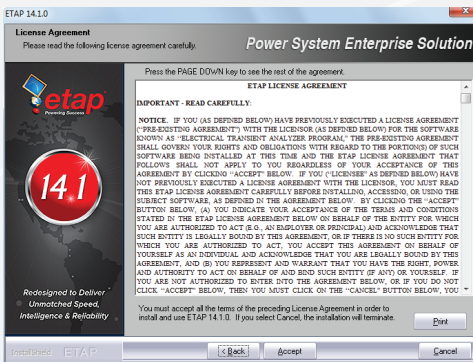 ETAP 14.1.0
License Agreement
Please read the following license agreement carefully.
Power System Enterprise Solution
Press the PAGE DOWN key to see the rest of the agreement.
etap
Powering Success
14.1
Redesigned to Deliver
Unmatched Speed,
Intelligence & Reliability
ETAP LICENSE AGREEMENT
IMPORTANT - READ CAREFULLY:
NOTICE. IF YOU (AS DEFINED BELOW) HAVE PREVIOUSLY EXECUTED A LICENSE AGREEMENT
("PRE-EXISTING AGREEMENT") WITH THE LICENSOR (AS DEFINED BELOW) FOR THE SOFTWARE
KNOWN AS "ELECTRICAL TRANSIENT ANALYZER PROGRAM," THE PRE-EXISTING AGREEMENT
SHALL GOVERN YOUR RIGHTS AND OBLIGATIONS WITH REGARD TO THE PORTION(S) OF SUCH
SOFTWARE BEING INSTALLED AT THIS TIME AND THE ETAP LICENSE AGREEMENT THAT
FOLLOWS SHALL NOT APPLY TO YOU REGARDLESS OF YOUR ACCEPTANCE OF THIS
AGREEMENT BY CLICKING "ACCEPT" BELOW. IF YOU ("LICENSEE" AS DEFINED BELOW) HAVE
NOT PREVIOUSLY EXECUTED A LICENSE AGREEMENT WITH THE LICENSOR, YOU MUST READ
THIS ETAP LICENSE AGREEMENT CAREFULLY BEFORE INSTALLING, ACCESSING, OR USING THE
SUBJECT SOFTWARE, AS DEFINED IN THE AGREEMENT BELOW. BY CLICKING THE "ACCEPT"
BUTTON BELOW, (A) YOU INDICATE YOUR ACCEPTANCE OF THE TERMS AND CONDITIONS
STATED IN THE ETAP LICENSE AGREEMENT BELOW ON BEHALF OF THE ENTITY FOR WHICH
YOU ARE AUTHORIZED TO ACT (E.G., AN EMPLOYER OR PRINCIPAL) AND ACKNOWLEDGE THAT
SUCH ENTITY IS LEGALLY BOUND BY THIS AGREEMENT, OR IF THERE IS NO SUCH ENTITY FOR
WHICH YOU ARE AUTHORIZED TO ACT, YOU ACCEPT THIS AGREEMENT ON BEHALF OF
YOURSELF AS AN INDIVIDUAL AND ACKNOWLEDGE THAT YOU ARE LEGALLY BOUND BY THIS
AGREEMENT, AND (B) YOU REPRESENT AND WARRANT THAT YOU HAVE THE RIGHT, POWER
AND AUTHORITY TO ACT ON BEHALF OF AND BIND SUCH ENTITY (IF ANY) OR YOURSELF. IF
YOU ARE NOT AUTHORIZED TO ENTER INTO THE AGREEMENT BELOW, OR IF YOU DO NOT
CLICK "ACCEPT" BELOW, THEN YOU MUST CLICK ON THE "CANCEL" BUTTON BELOW, YOU
You must accept all the terms of the preceding License Agreement in order to
install and use ETAP 14.1.0. If you select Cancel, the installation will terminate.
Print
InstallShield ETAP
< Back
Accept
Cancel